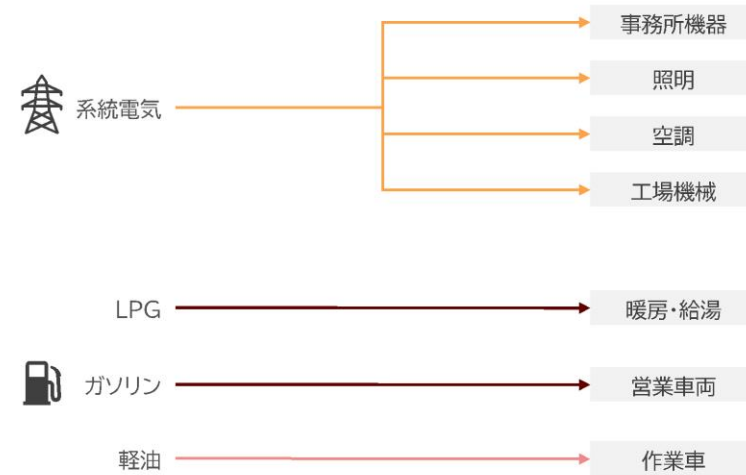 系統電気
事務所機器
照明
空調
工場機械
LPG
暖房・給湯
ガソリン
営業車両
軽油
作業車